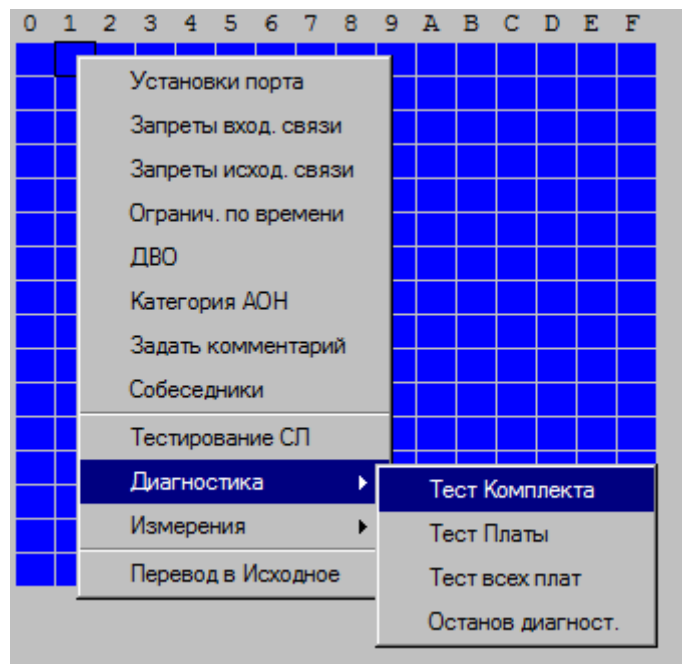 0 1 2 3 4 5 6 7 8 9 A B C D E F
Установки порта
Запреты вход. связи
Запреты исход. связи
Огранич. по времени
ДВО
Категория АОН
Задать комментарий
Собеседники
Тестирование СЛ
Диагностика
Тест Комплекта
Измерения
Тест Платы
Перевод в Исходное
Тест всех плат
Останов диагност.